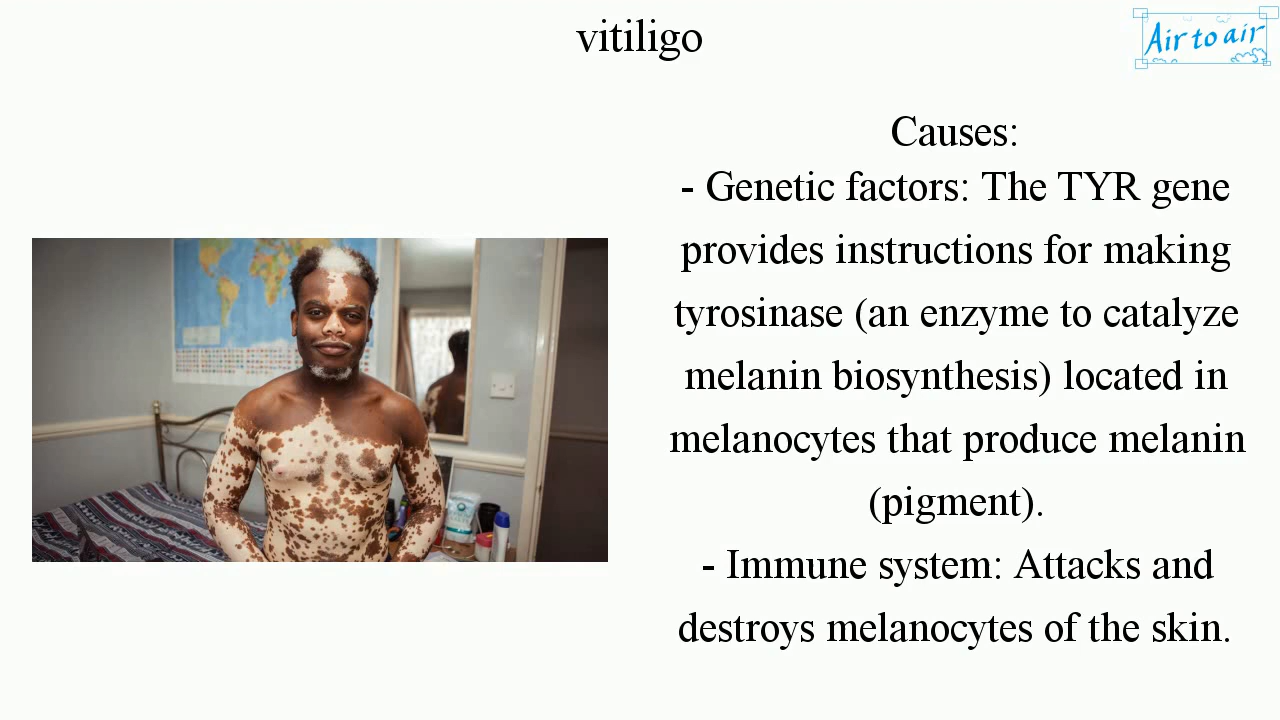 vitiligo
Air to air
Causes:
- Genetic factors: The TYR gene
provides instructions for making
tyrosinase (an enzyme to catalyze
melanin biosynthesis) located in
melanocytes that produce melanin
(pigment).
- Immune system: Attacks and
destroys melanocytes of the skin.